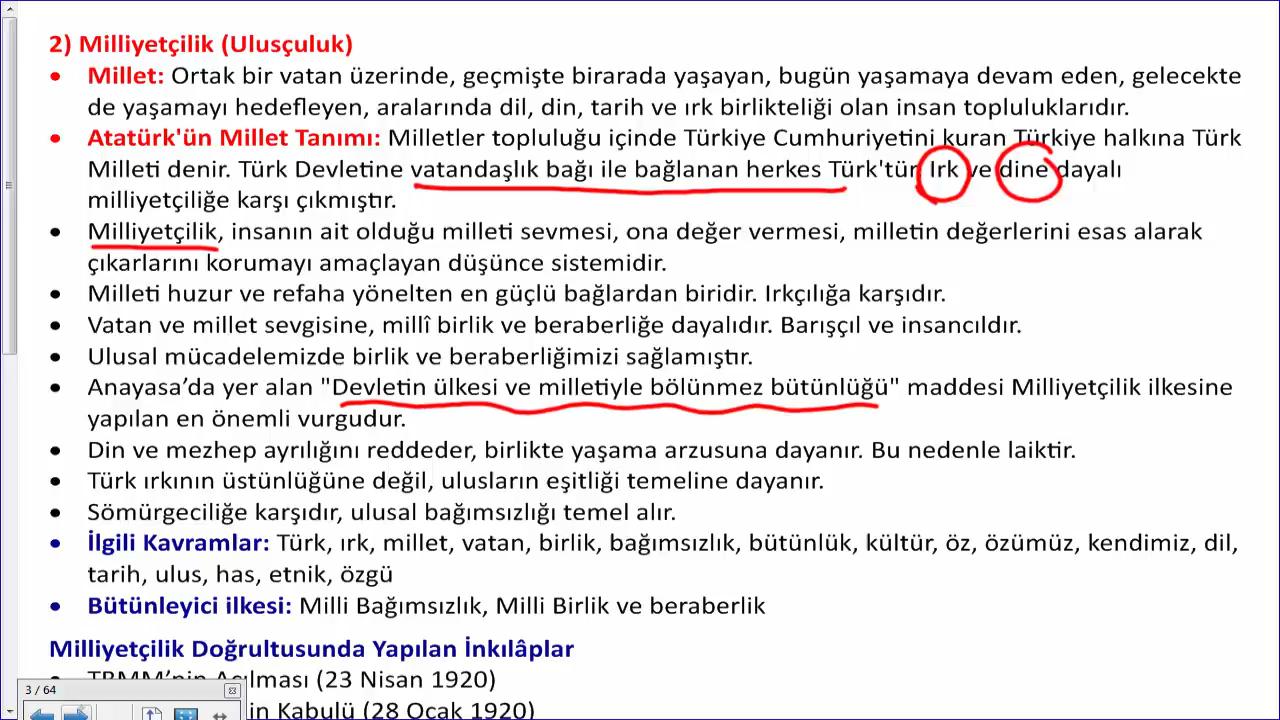 2) Milliyetçilik (Ulusçuluk)
• Millet: Ortak bir vatan üzerinde, geçmişte birarada yaşayan, bugün yaşamaya devam eden, gelecekte
de yaşamayı hedefleyen, aralarında dil, din, tarih ve ırk birlikteliği olan insan topluluklarıdır.
• Atatürk'ün Millet Tanımı: Milletler topluluğu içinde Türkiye Cumhuriyetini kuran Türkiye halkına Türk
Milleti denir. Türk Devletine vatandaşlık bağı ile bağlanan herkes Türk'tür Irk ve dine dayalı
milliyetçiliğe karşı çıkmıştır.
• Milliyetçilik, insanın ait olduğu milleti sevmesi, ona değer vermesi, milletin değerlerini esas alarak
çıkarlarını korumayı amaçlayan düşünce sistemidir.
• Milleti huzur ve refaha yönelten en güçlü bağlardan biridir. Irkçılığa karşıdır.
• Vatan ve millet sevgisine, millî birlik ve beraberliğe dayalıdır. Barışçıl ve insancıldır.
• Ulusal mücadelemizde birlik ve beraberliğimizi sağlamıştır.
• Anayasa’da yer alan "Devletin ülkesi ve milletiyle bölünmez bütünlüğü" maddesi Milliyetçilik ilkesine
yapılan en önemli vurgudur.
• Din ve mezhep ayrılığını reddeder, birlikte yaşama arzusuna dayanır. Bu nedenle laiktir.
• Türk ırkının üstünlüğüne değil, ulusların eşitliği temeline dayanır.
• Sömürgeciliğe karşıdır, ulusal bağımsızlığı temel alır.
• İlgili Kavramlar: Türk, ırk, millet, vatan, birlik, bağımsızlık, bütünlük, kültür, öz, özümüz, kendimiz, dil,
tarih, ulus, has, etnik, özgü
• Bütünleyici ilkesi: Milli Bağımsızlık, Milli Birlik ve beraberlik
Milliyetçilik Doğrultusunda Yapılan İnkılâplar
• TBMM’nin Açılması (23 Nisan 1920)
in Kabulü (28 Ocak 1920)
3 / 64